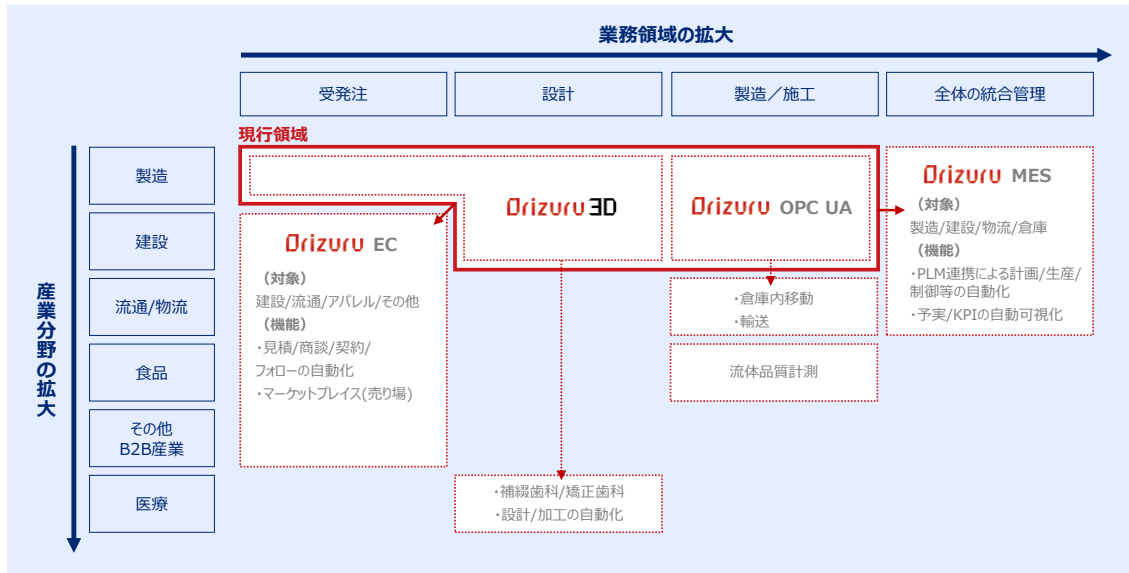 業務領域の拡大
受発注
設計
製造／施工
全体の統合管理
現行領域
産業分野の拡大
製造
建設
流通/物流
食品
その他
B2B産業
医療
Orizuru 3D
Orizuru OPC UA
Orizuru MES
（対象）
製造/建設/物流/倉庫
（機能）
・PLM連携による計画/生産/
制御等の自動化
・予実/KPIの自動可視化
Orizuru EC
（対象）
建設/流通/アパレル/その他
（機能）
・見積/商談/契約/
フォローの自動化
・マーケットプレイス(売り場)
・倉庫内移動
・輸送
流体品質計測
・補綴歯科/矯正歯科
・設計/加工の自動化